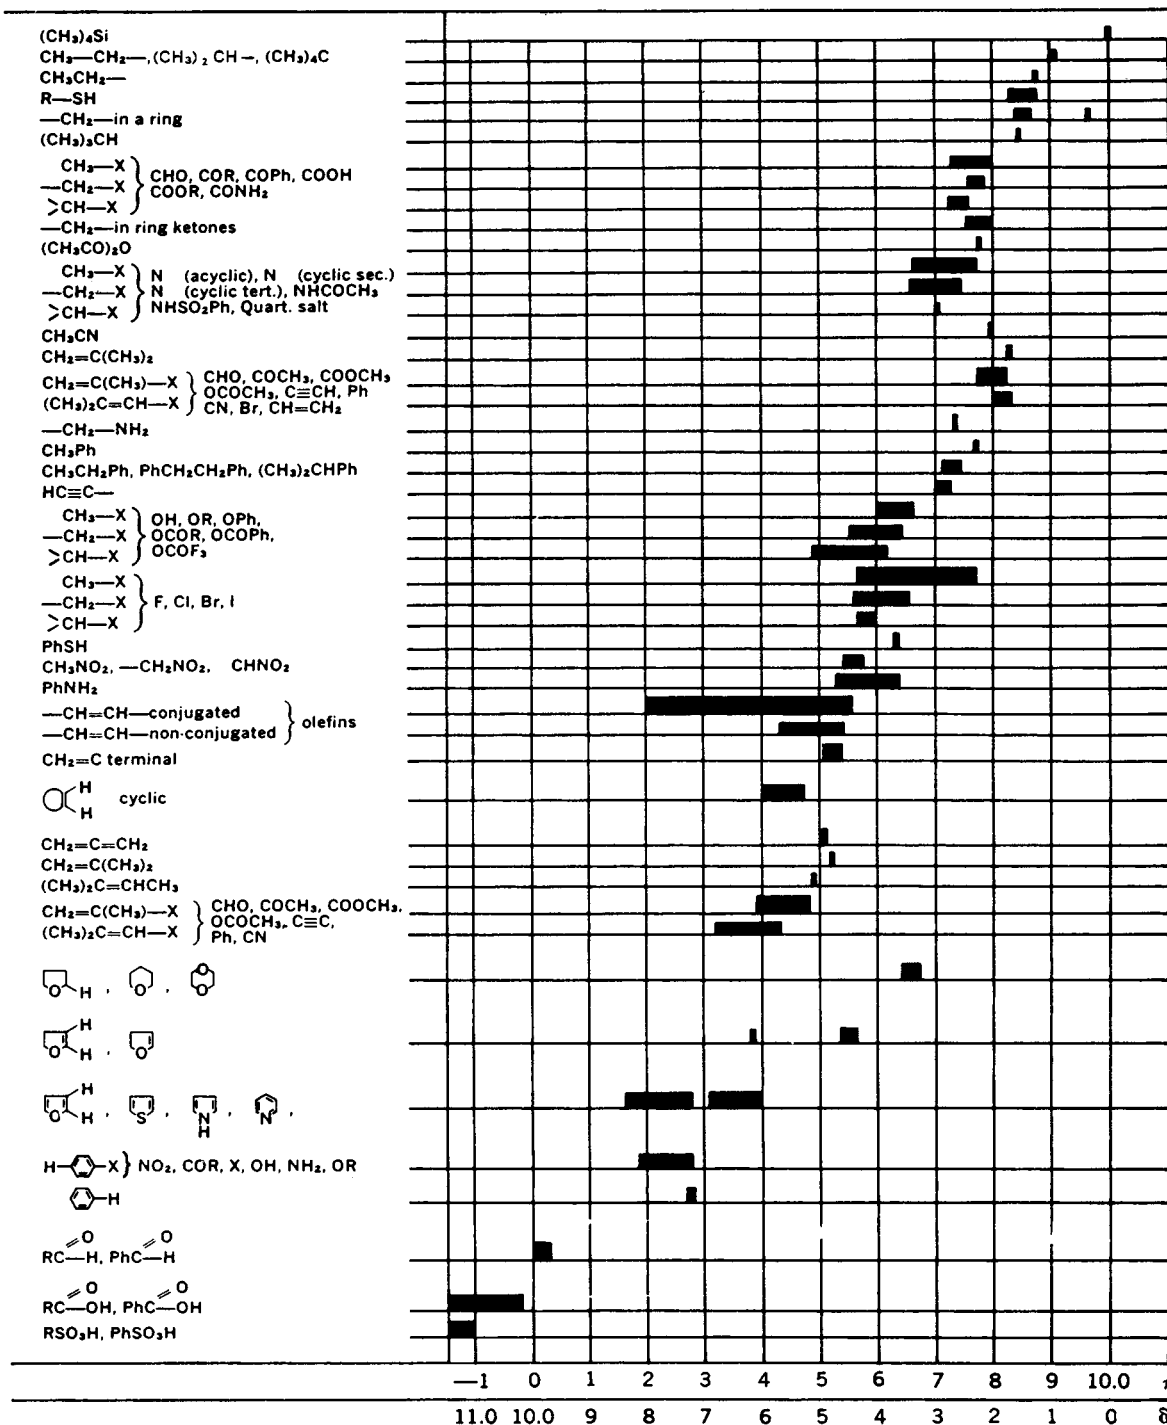 (CH₃)₄Si
CH₃—CH₂—,(CH₃)₂ CH—, (CH₃)₄C
CH₃CH₂—
R—SH
—CH₂—in a ring
(CH₃)₃CH
CH₃—X
—CH₂—X
>CH—X
CHO, COR, COPh, COOH
COOR, CONH₂
—CH₂—in ring ketones
(CH₃CO)₂O
CH₃—X
—CH₂—X
>CH—X
N (acyclic), N (cyclic sec.)
N (cyclic tert.), NHCOCH₃
NHSO₂Ph, Quart. salt
CH₃CN
CH₂=C(CH₃)₂
CH₂=C(CH₃)—X
(CH₃)₂C=CH—X
CHO, COCH₃, COOCH₃
OCOCH₃, C≡CH, Ph
CN, Br, CH=CH₂
—CH₂—NH₂
CH₃Ph
CH₃CH₂Ph, PhCH₂CH₂Ph, (CH₃)₂CHPh
HC≡C—
CH₃—X
—CH₂—X
>CH—X
OH, OR, OPh,
OCOR, OCOPh,
OCOF₃
CH₃—X
—CH₂—X
>CH—X
F, Cl, Br, I
PhSH
CH₃NO₂, —CH₂NO₂, CHNO₂
PhNH₂
—CH=CH—conjugated
—CH=CH—non-conjugated
olefins
CH₂=C terminal
H
H
cyclic
CH₂=C=CH₂
CH₂=C(CH₃)₂
(CH₃)₂C=CHCH₃
CH₂=C(CH₃)—X
(CH₃)₂C=CH—X
CHO, COCH₃, COOCH₃,
OCOCH₃, C≡C,
Ph, CN
O H , O , O O
H
O H , O
H
O H , S , N H , N ,
H— —X} NO₂, COR, X, OH, NH₂, OR
—H
O O
RC—H, PhC—H
O O
RC—OH, PhC—OH
RSO₃H, PhSO₃H
—1 0 1 2 3 4 5 6 7 8 9 10.0 τ
11.0 10.0 9 8 7 6 5 4 3 2 1 0 δ